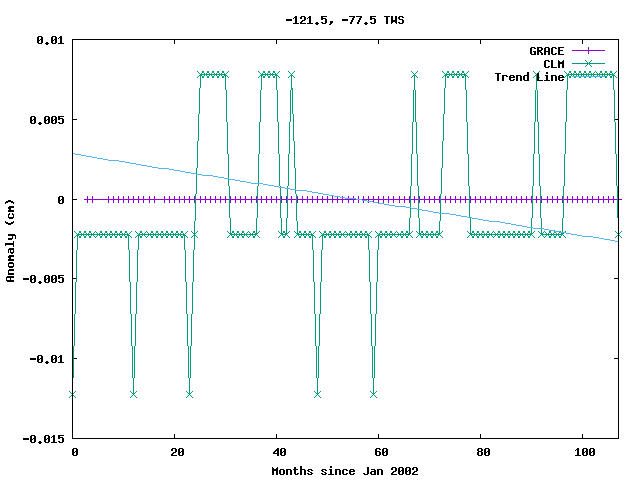 -121.5, -77.5 TWS
GRACE
CLM
Trend Line
0.01
0.005
0
-0.005
-0.01
-0.015
Anomaly (cm)
0 20 40 60 80 100
Months since Jan 2002